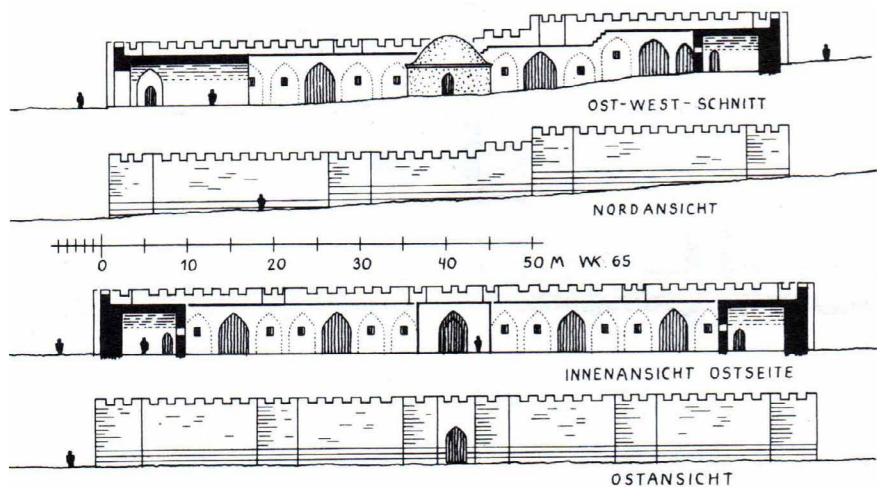 OST-WEST-SCHNITT
NORDANSICHT
0 10 20 30 40 50 M WK. 65
INNENANSICHT OSTSEITE
OSTANSICHT